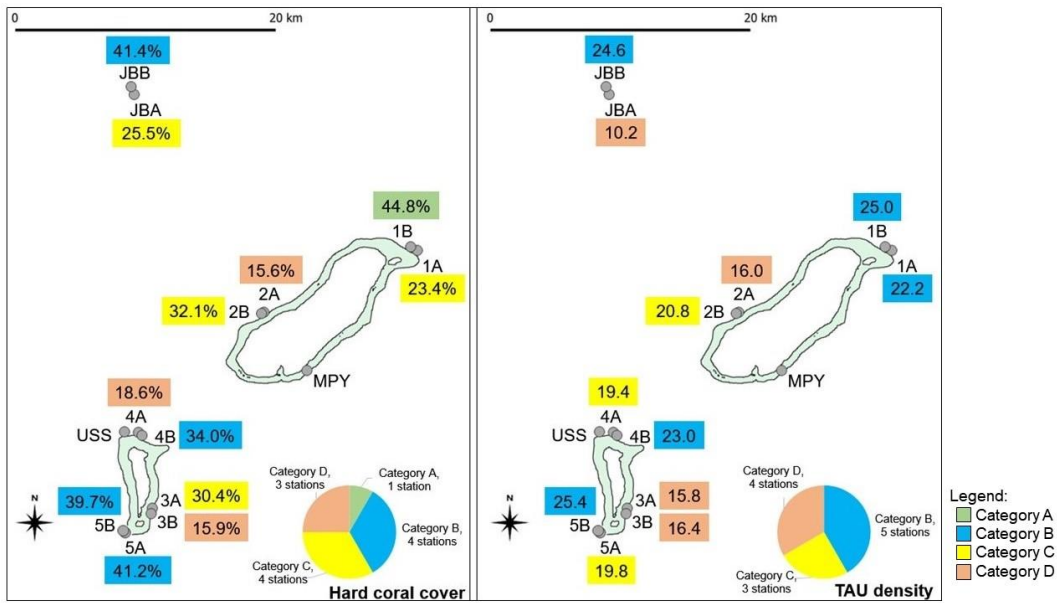 0 20 km
41.4%
JBB
JBA
25.5%
44.8%
1B
1A
23.4%
15.6%
2A
32.1% 2B
MPY
18.6%
4A
USS 4B 34.0%
39.7% 3A 30.4%
5B 3B 15.9%
5A
41.2%
N
Category D,
3 stations
Category A,
1 station
Category B,
4 stations
Category C,
4 stations
Hard coral cover
0 20 km
24.6
JBB
JBA
10.2
25.0
1B
1A
22.2
16.0
2A
20.8 2B
MPY
19.4
4A
USS 4B 23.0
25.4 3A 15.8
5B 3B 16.4
5A
19.8
N
Category D,
4 stations
Category B,
5 stations
Category C,
3 stations
TAU density
Legend:
Category A
Category B
Category C
Category D